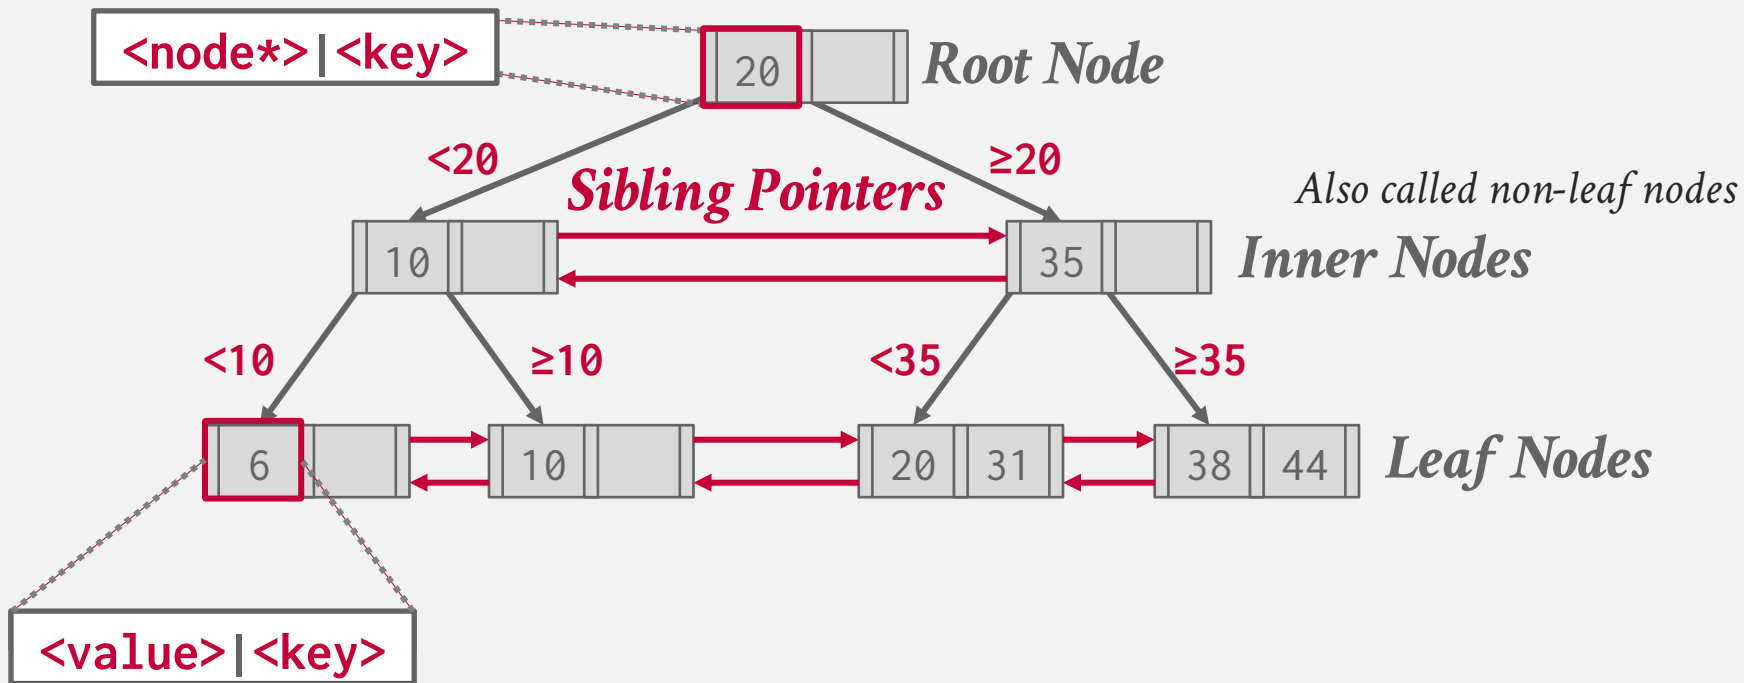 <node*>|<key>
20
Root Node
<20
≥20
Sibling Pointers
Also called non-leaf nodes
10
35
Inner Nodes
<10
≥10
<35
≥35
6
10
20 31
38 44
Leaf Nodes
<value>|<key>